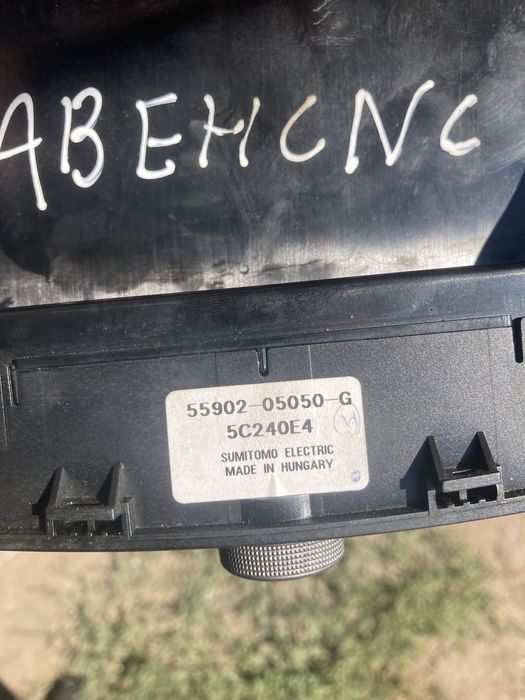 АВЕНСИС
55902-05050-G
5C240E4
SUMITOMO ELECTRIC
MADE IN HUNGARY